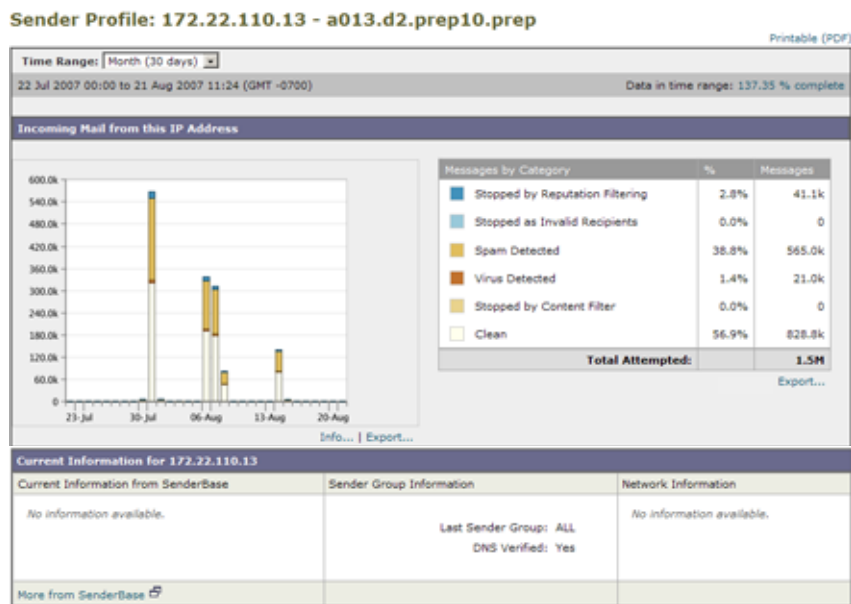 Sender Profile: 172.22.110.13 - a013.d2.prep10.prep
Printable (PDF)
Time Range: Month (30 days)
22 Jul 2007 00:00 to 21 Aug 2007 11:24 (GMT -0700) Data in time range: 137.35 % complete
Incoming Mail from this IP Address
600.0k
540.0k
480.0k
420.0k
360.0k
300.0k
240.0k
180.0k
120.0k
60.0k
0
23-Jul 30-Jul 06-Aug 13-Aug 20-Aug
Info... | Export...
Messages by Category % Messages
Stopped by Reputation Filtering 2.8% 41.1k
Stopped as Invalid Recipients 0.0% 0
Spam Detected 38.8% 565.0k
Virus Detected 1.4% 21.0k
Stopped by Content Filter 0.0% 0
Clean 56.9% 828.8k
Total Attempted: 1.5M
Export...
Current Information for 172.22.110.13
Current Information from SenderBase Sender Group Information Network Information
No information available. Last Sender Group: ALL No information available.
DNS Verified: Yes
More from SenderBase